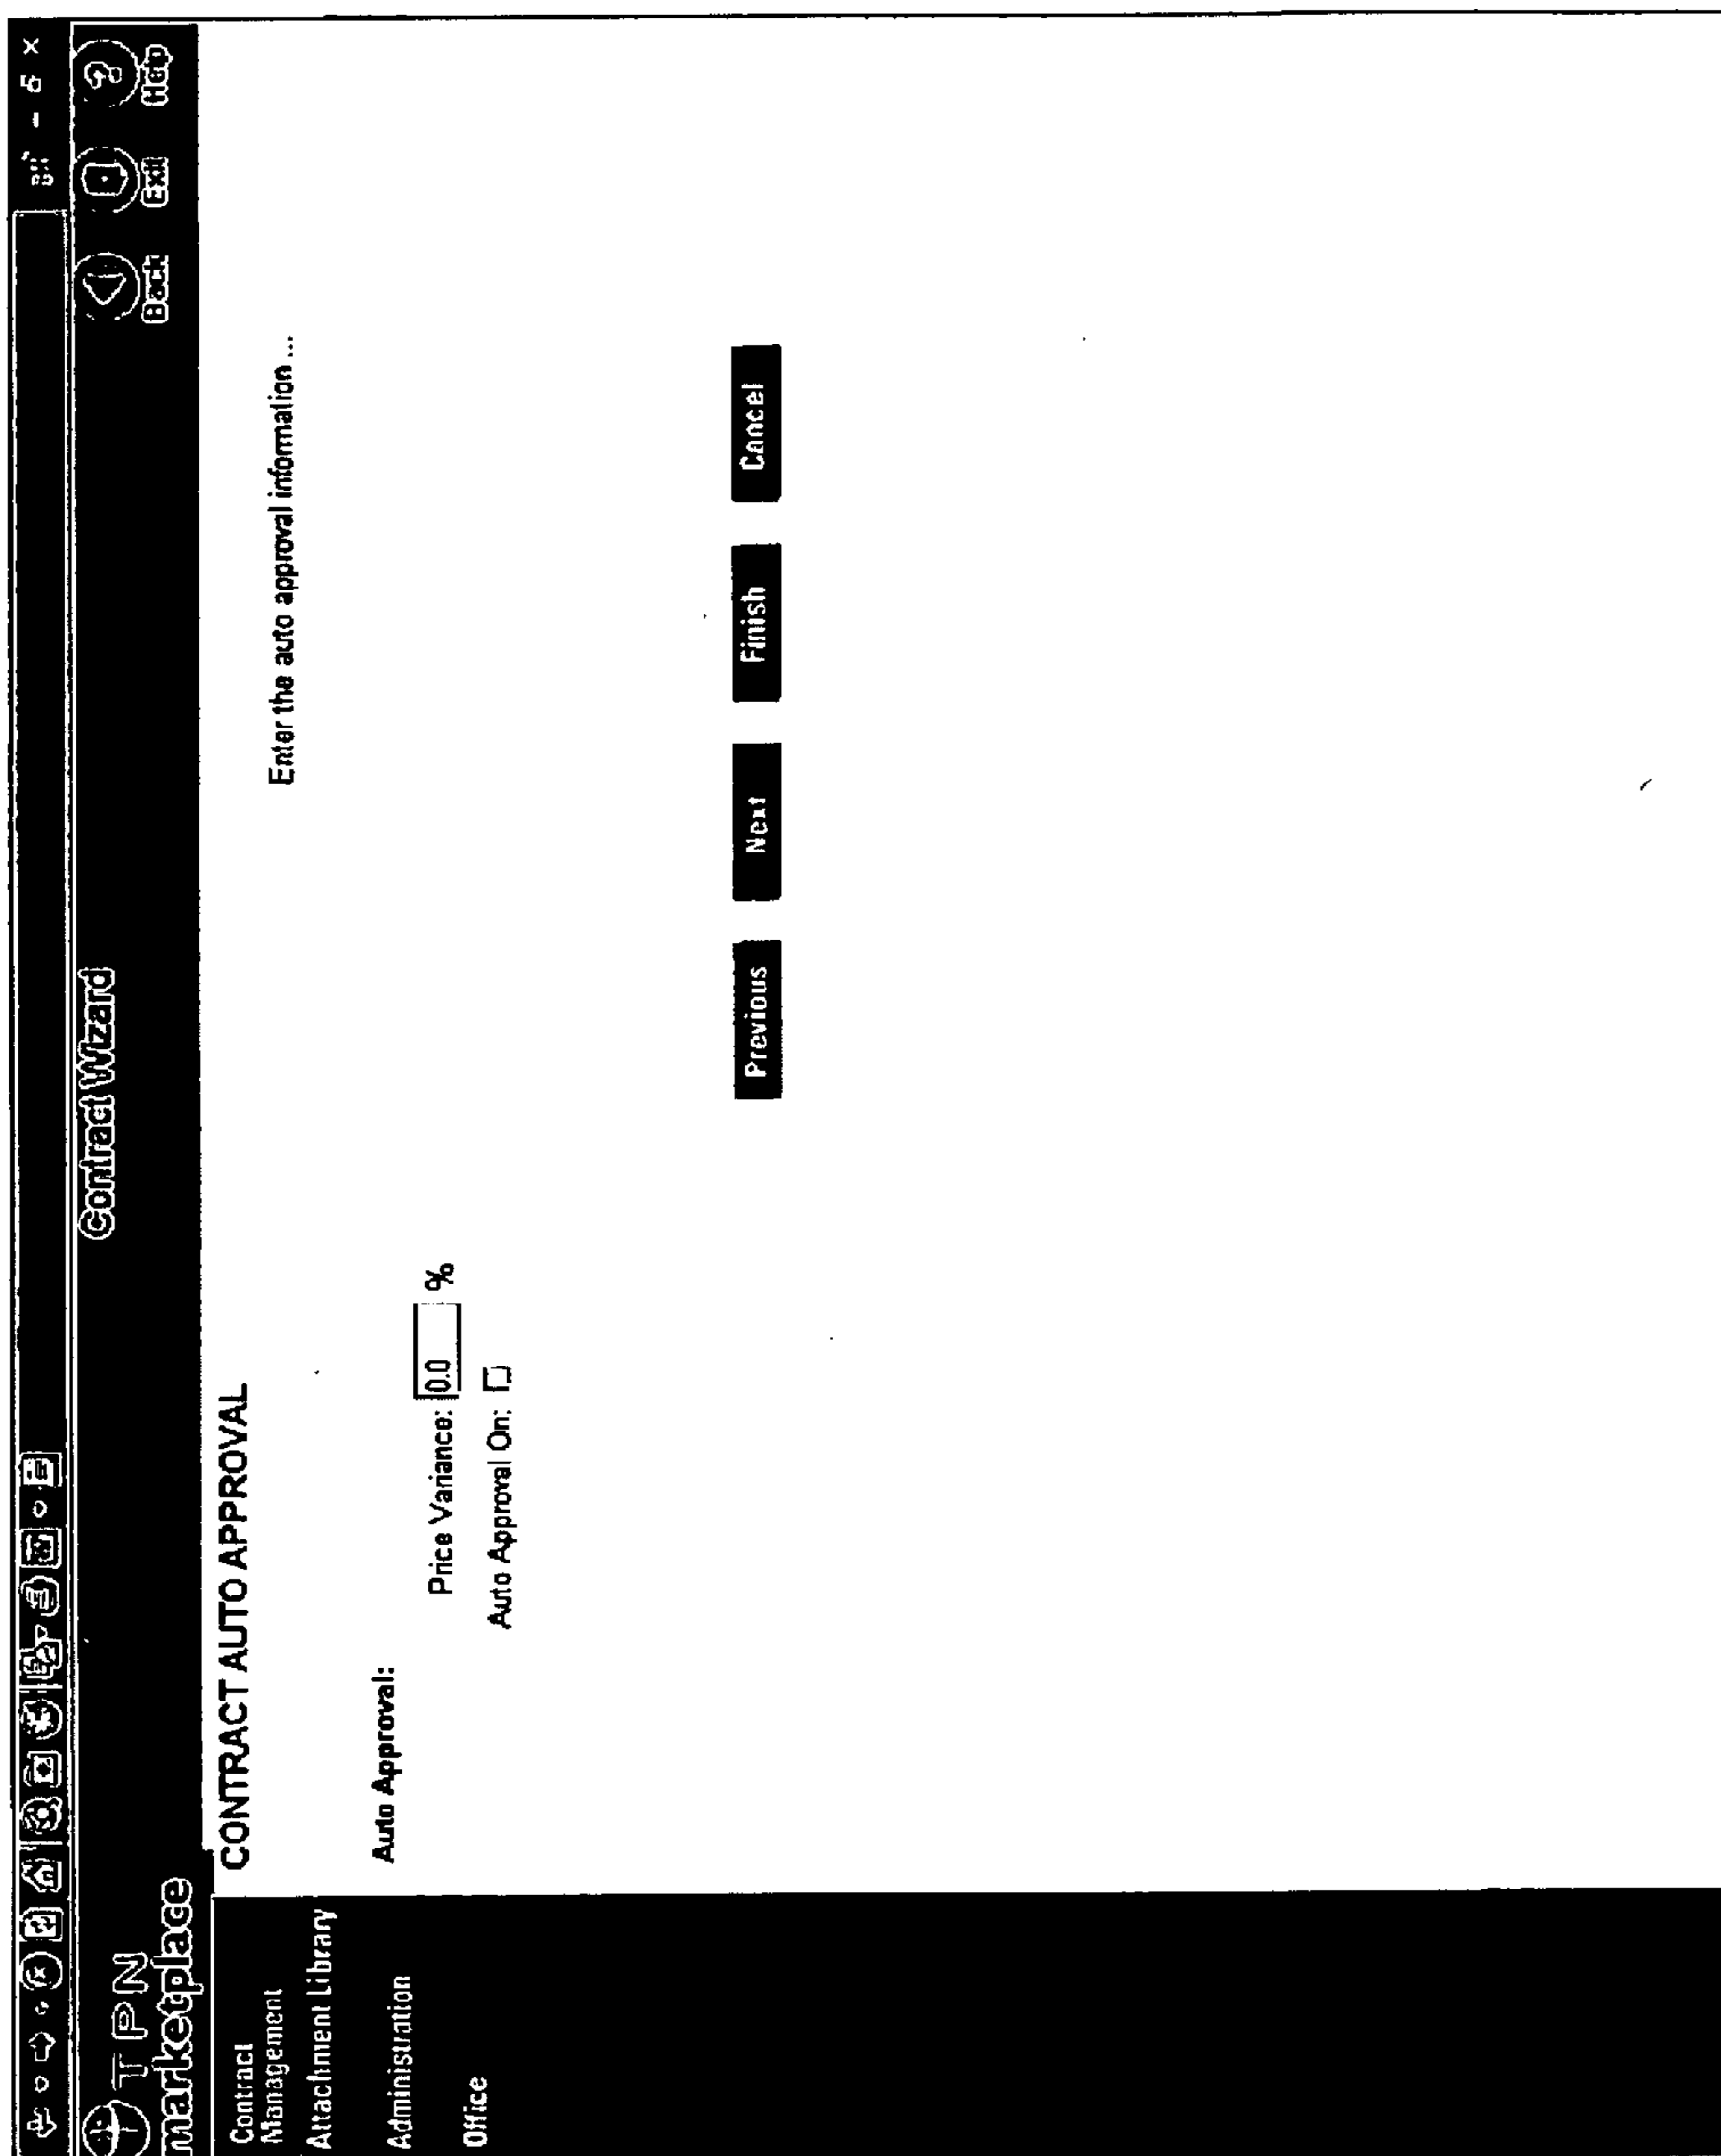 TPN
marketplace
Contract Wizard
Back
Exit
Help
Contract
Management
Attachment Library
Administration
Office
CONTRACT AUTO APPROVAL
Enter the auto approval information ...
Auto Approval:
Price Variance: 0.0 %
Auto Approval On:
Previous
Next
Finish
Cancel